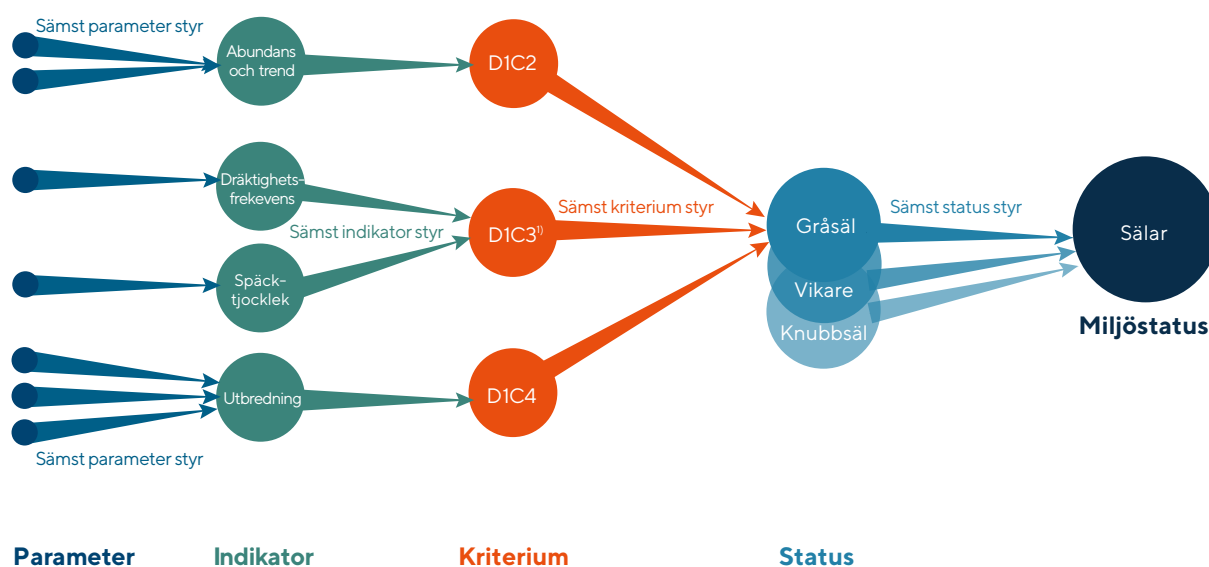 Sämst parameter styr
Abundans
och trend
D1C2
Dräktighets-
frekevens
Sämst indikator styr
D1C3¹⁾
Sämst kriterium styr
Späck-
tjocklek
Gråsäl
Vikare
Knubbsäl
Sämst status styr
Sälar
Miljöstatus
Utbredning
D1C4
Sämst parameter styr
Parameter
Indikator
Kriterium
Status